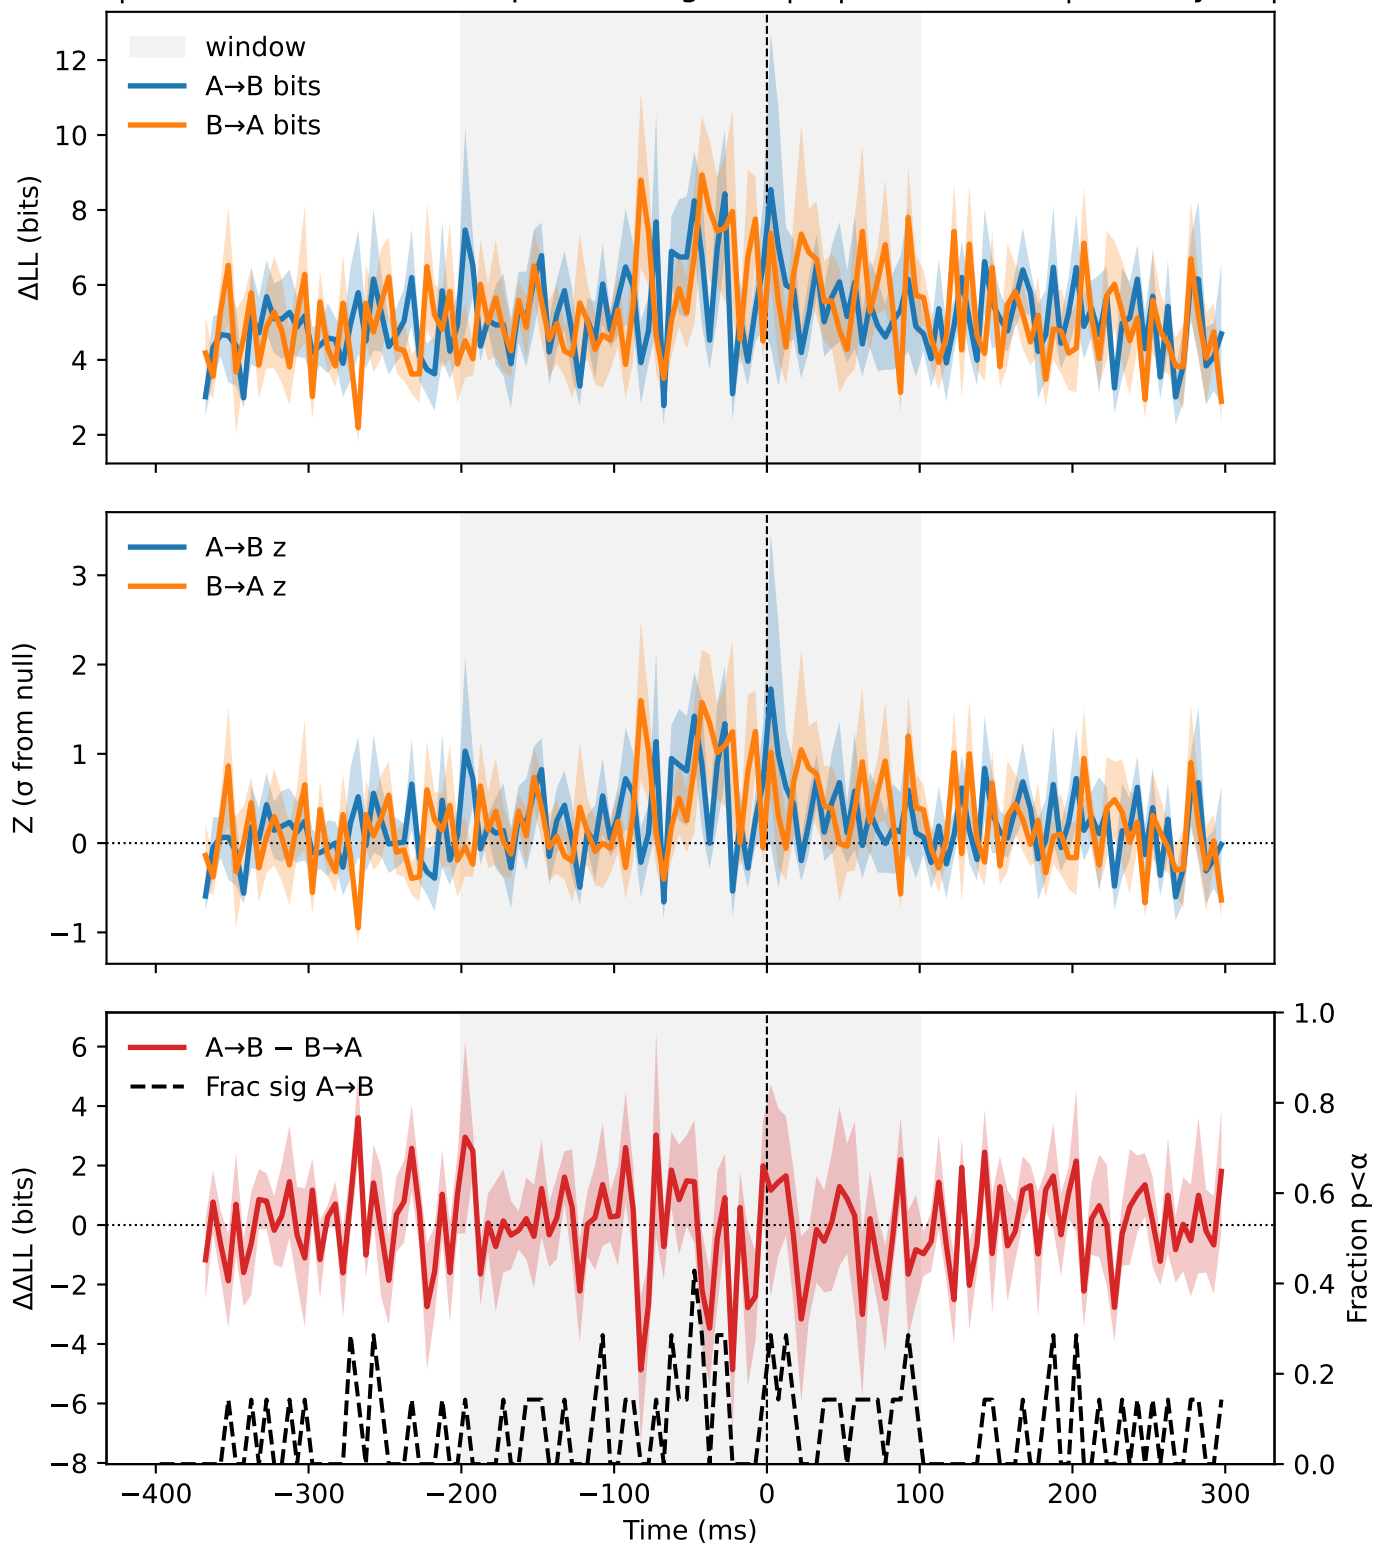 window
A→B bits
B→A bits
ΔLL (bits)
12
10
8
6
4
2
A→B z
B→A z
Z (σ from null)
3
2
1
0
−1
A→B − B→A
Frac sig A→B
ΔΔLL (bits)
6
4
2
0
−2
−4
−6
−8
1.0
0.8
0.6
0.4
0.2
0.0
Fraction p<α
−400
−300
−200
−100
0
100
200
300
Time (ms)